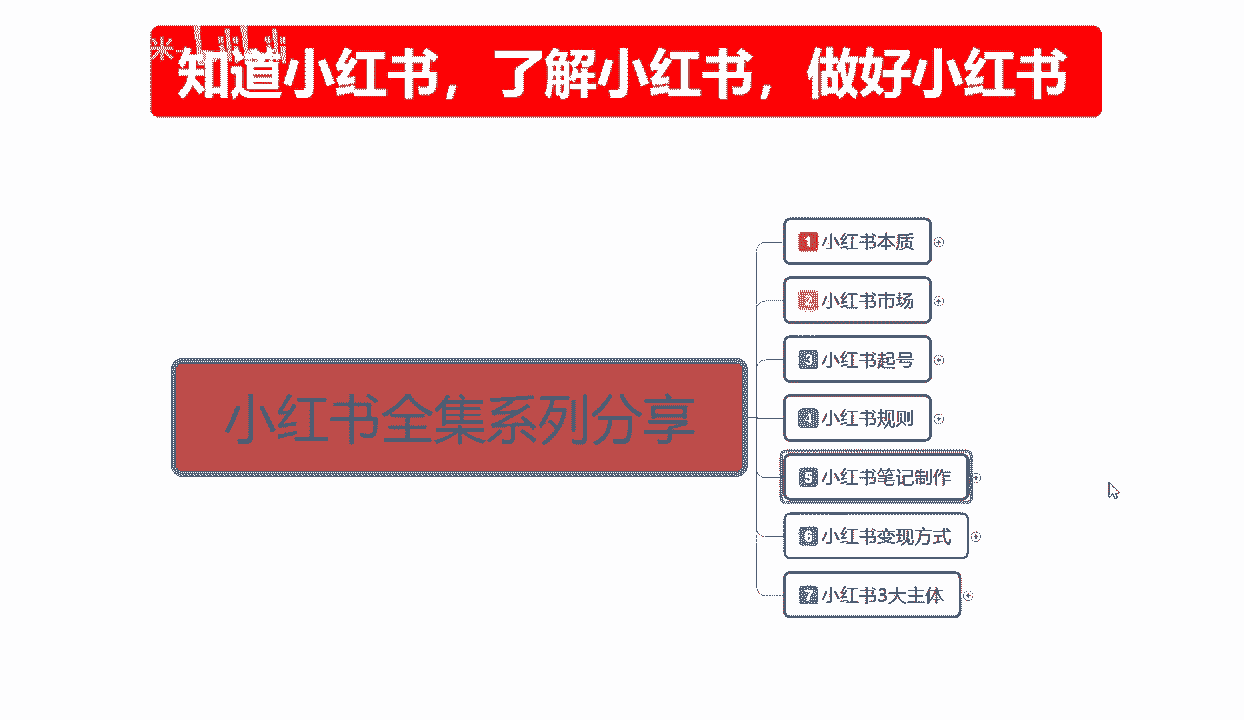 知道小红书，了解小红书，做好小红书
1 小红书本质
2 小红书市场
3 小红书起号
小红书全集系列分享
4 小红书规则
5 小红书笔记制作
6 小红书变现方式
7 小红书3大主体